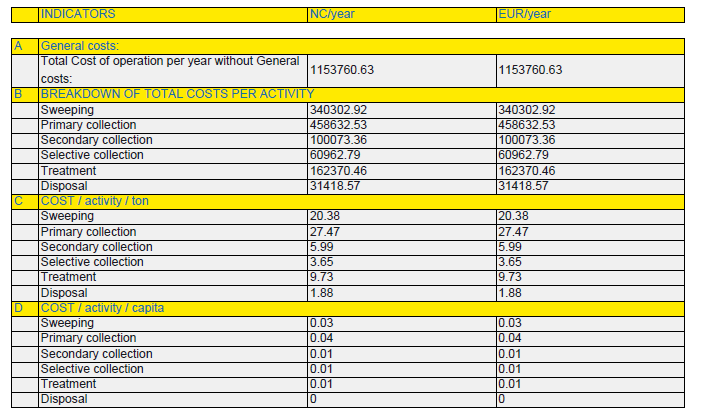 INDICATORS NC/year EUR/year
A General costs:
Total Cost of operation per year without General
costs: 1153760.63 1153760.63
B BREAKDOWN OF TOTAL COSTS PER ACTIVITY
Sweeping 340302.92 340302.92
Primary collection 458632.53 458632.53
Secondary collection 100073.36 100073.36
Selective collection 60962.79 60962.79
Treatment 162370.46 162370.46
Disposal 31418.57 31418.57
C COST / activity / ton
Sweeping 20.38 20.38
Primary collection 27.47 27.47
Secondary collection 5.99 5.99
Selective collection 3.65 3.65
Treatment 9.73 9.73
Disposal 1.88 1.88
D COST / activity / capita
Sweeping 0.03 0.03
Primary collection 0.04 0.04
Secondary collection 0.01 0.01
Selective collection 0.01 0.01
Treatment 0.01 0.01
Disposal 0 0